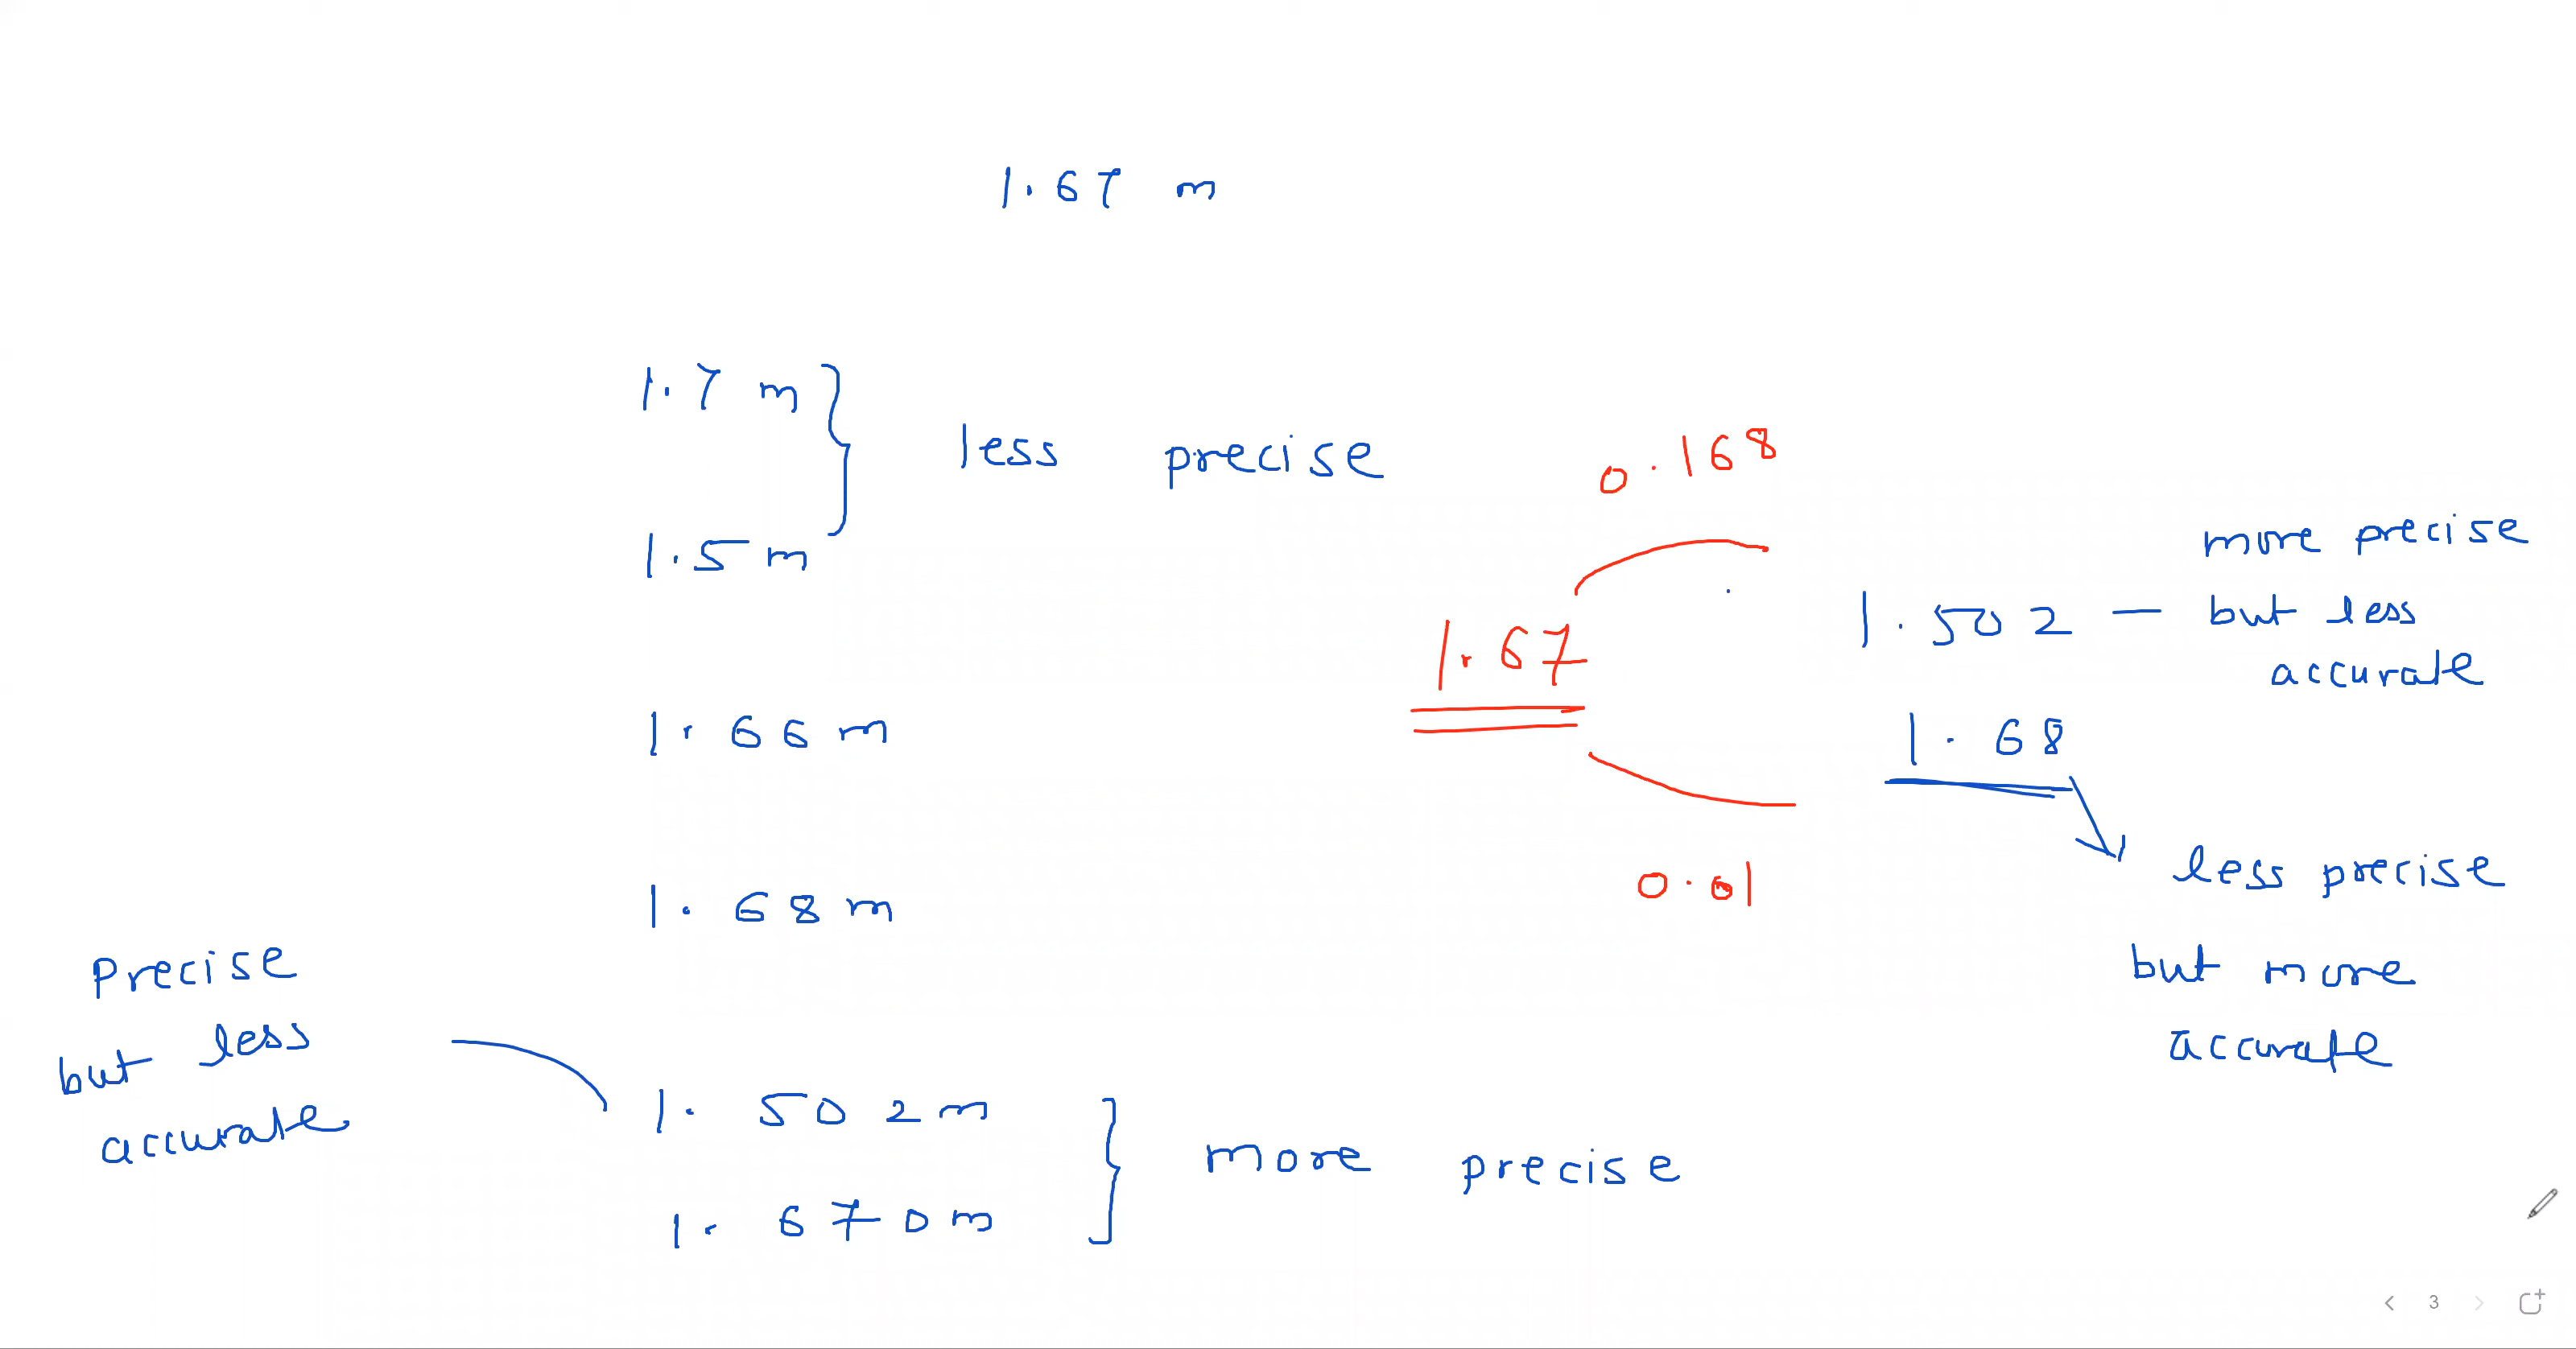 1.67 m
1.7 m
less precise
1.5 m
1.66 m
1.68 m
Precise
but less
accurate
1.502 m
1.670 m
more precise
0.168
1.67
0.01
1.502 — more precise
but less
accurate
1.68
less precise
but more
accurate
3